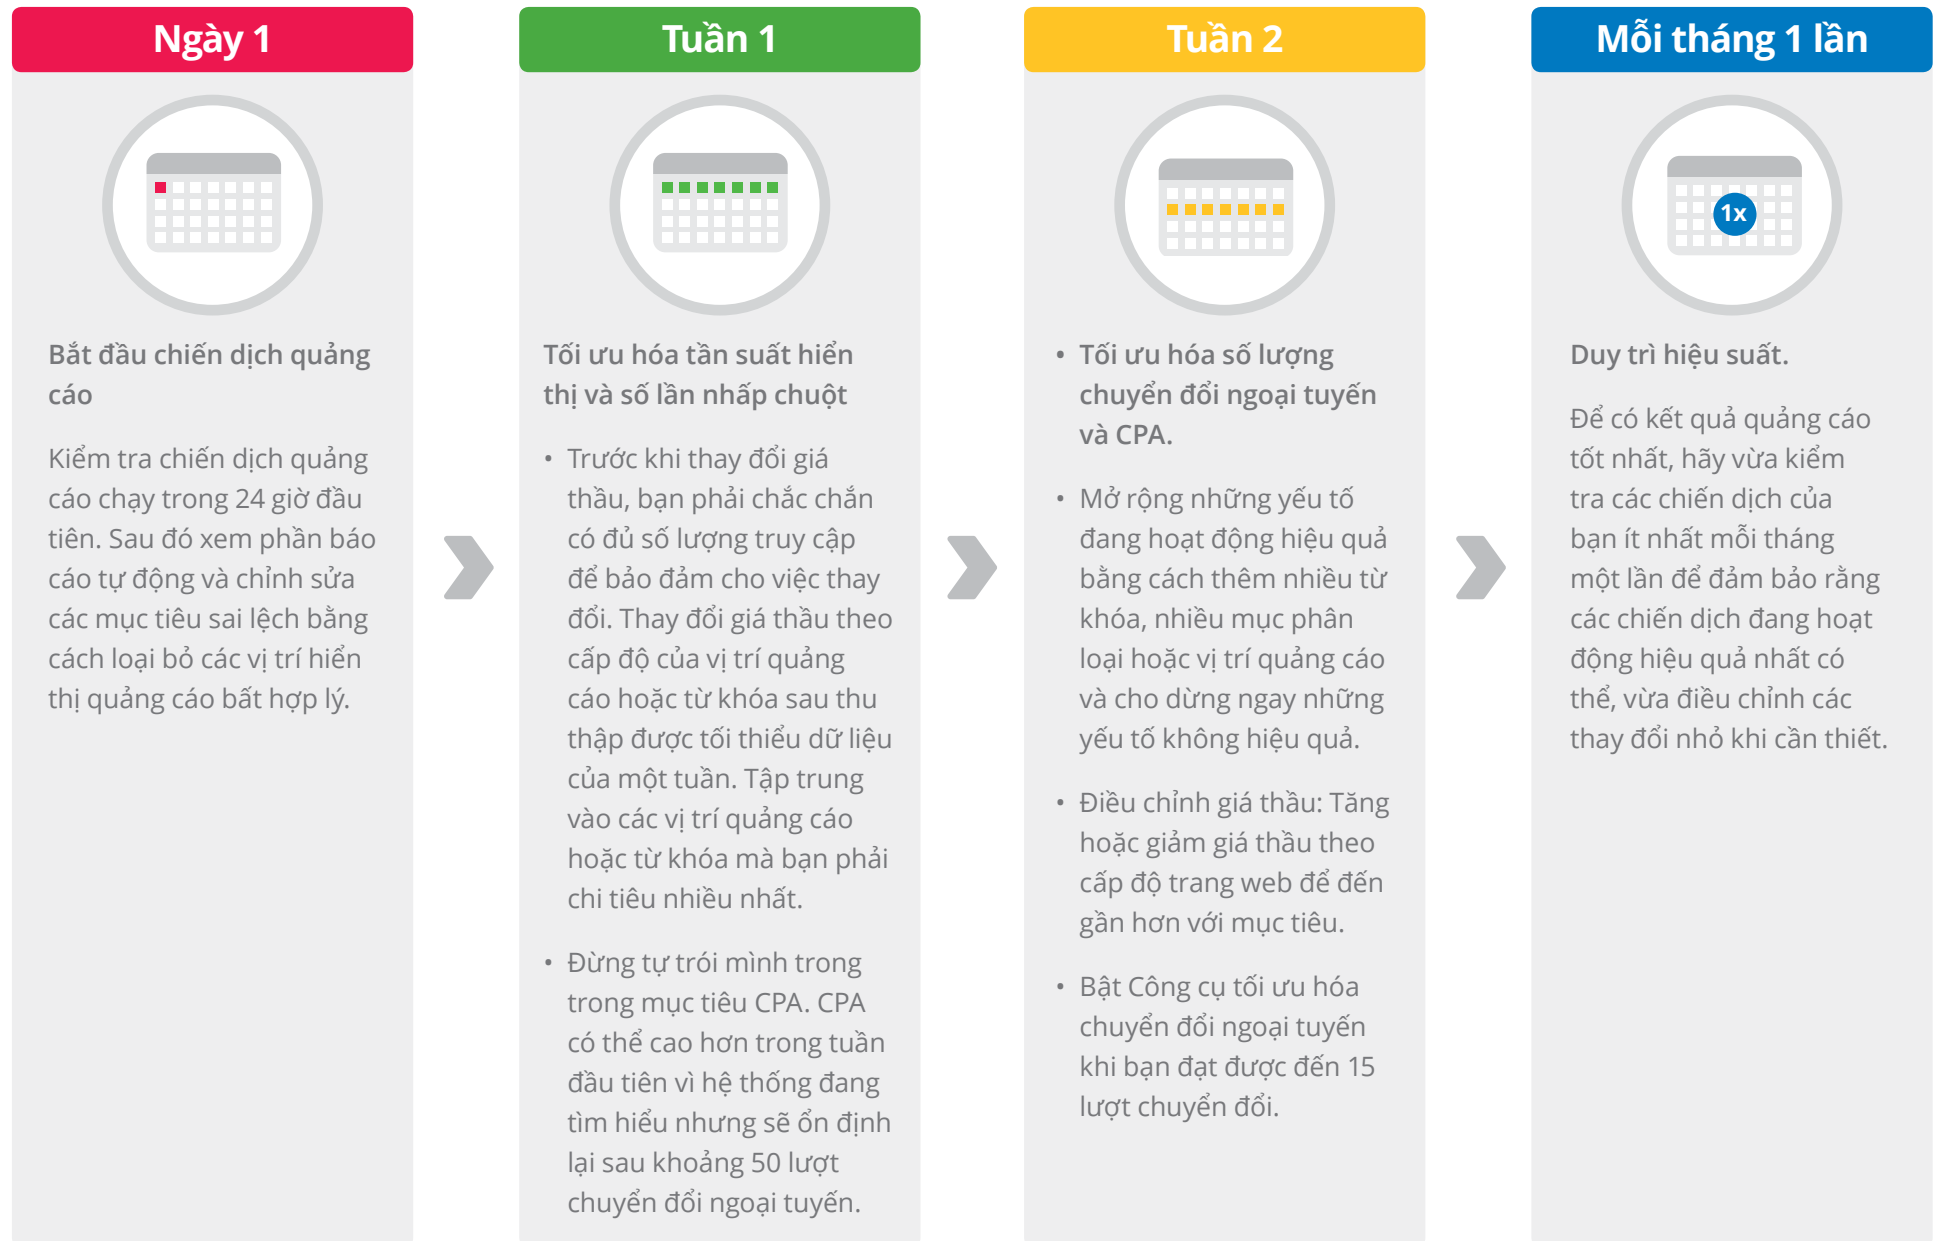 Ngày 1
Bắt đầu chiến dịch quảng
cáo
Kiểm tra chiến dịch quảng
cáo chạy trong 24 giờ đầu
tiên. Sau đó xem phần báo
cáo tự động và chỉnh sửa
các mục tiêu sai lệch bằng
cách loại bỏ các vị trí hiển
thị quảng cáo bất hợp lý.
Tuần 1
Tối ưu hóa tần suất hiển
thị và số lần nhấp chuột
• Trước khi thay đổi giá
thầu, bạn phải chắc chắn
có đủ số lượng truy cập
để bảo đảm cho việc thay
đổi. Thay đổi giá thầu theo
cấp độ của vị trí quảng
cáo hoặc từ khóa sau thu
thập được tối thiểu dữ liệu
của một tuần. Tập trung
vào các vị trí quảng cáo
hoặc từ khóa mà bạn phải
chi tiêu nhiều nhất.
• Đừng tự trói mình trong
trong mục tiêu CPA. CPA
có thể cao hơn trong tuần
đầu tiên vì hệ thống đang
tìm hiểu nhưng sẽ ổn định
lại sau khoảng 50 lượt
chuyển đổi ngoại tuyến.
Tuần 2
• Tối ưu hóa số lượng
chuyển đổi ngoại tuyến
và CPA.
• Mở rộng những yếu tố
đang hoạt động hiệu quả
bằng cách thêm nhiều từ
khóa, nhiều mục phân
loại hoặc vị trí quảng cáo
và cho dừng ngay những
yếu tố không hiệu quả.
• Điều chỉnh giá thầu: Tăng
hoặc giảm giá thầu theo
cấp độ trang web để đến
gần hơn với mục tiêu.
• Bật Công cụ tối ưu hóa
chuyển đổi ngoại tuyến
khi bạn đạt được đến 15
lượt chuyển đổi.
Mỗi tháng 1 lần
1x
Duy trì hiệu suất.
Để có kết quả quảng cáo
tốt nhất, hãy vừa kiểm
tra các chiến dịch của
bạn ít nhất mỗi tháng
một lần để đảm bảo rằng
các chiến dịch đang hoạt
động hiệu quả nhất có
thể, vừa điều chỉnh các
thay đổi nhỏ khi cần thiết.